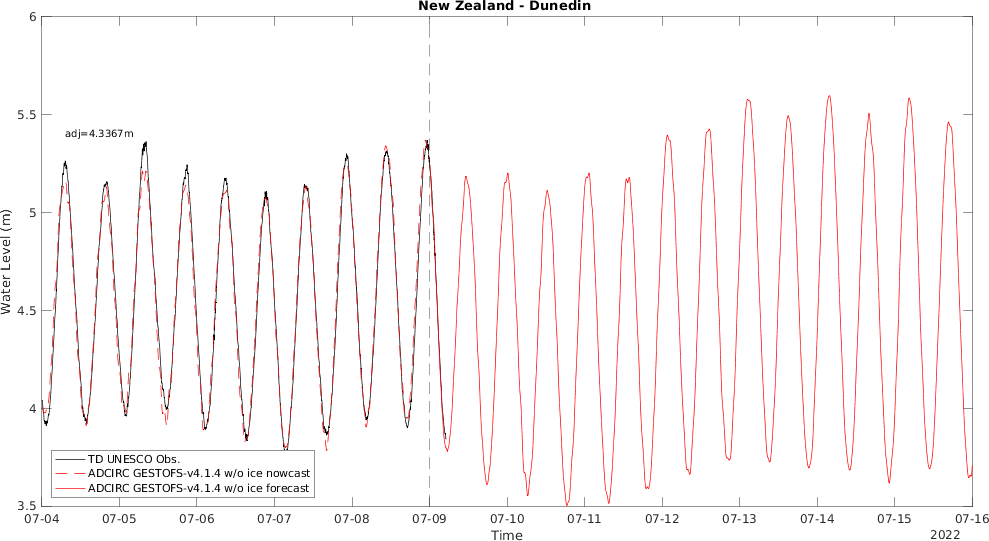 New Zealand - Dunedin
6
5.5
5
4.5
4
3.5
Water Level (m)
adj=4.3367m
TD UNESCO Obs.
ADCIRC GESTOFS-v4.1.4 w/o ice nowcast
ADCIRC GESTOFS-v4.1.4 w/o ice forecast
07-04 07-05 07-06 07-07 07-08 07-09 07-10 07-11 07-12 07-13 07-14 07-15 07-16
Time
2022